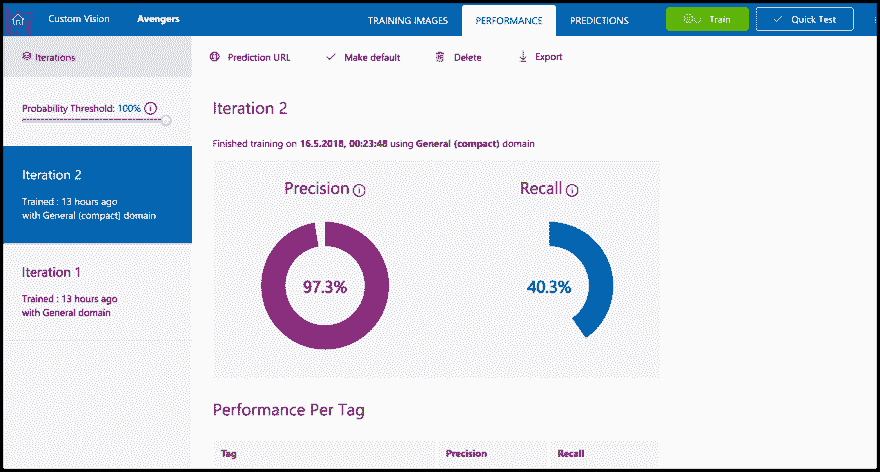 Custom Vision Avengers TRAINING IMAGES PERFORMANCE PREDICTIONS Train Quick Test
Iterations Prediction URL Make default Delete Export
Probability Threshold: 100%
Iteration 2
Finished training on 16.5.2018, 00:23:48 using General (compact) domain
Iteration 2
Trained : 13 hours ago
with General (compact) domain
Iteration 1
Trained : 13 hours ago
with General domain
Precision
97.3%
Recall
40.3%
Performance Per Tag
Tag Precision Recall